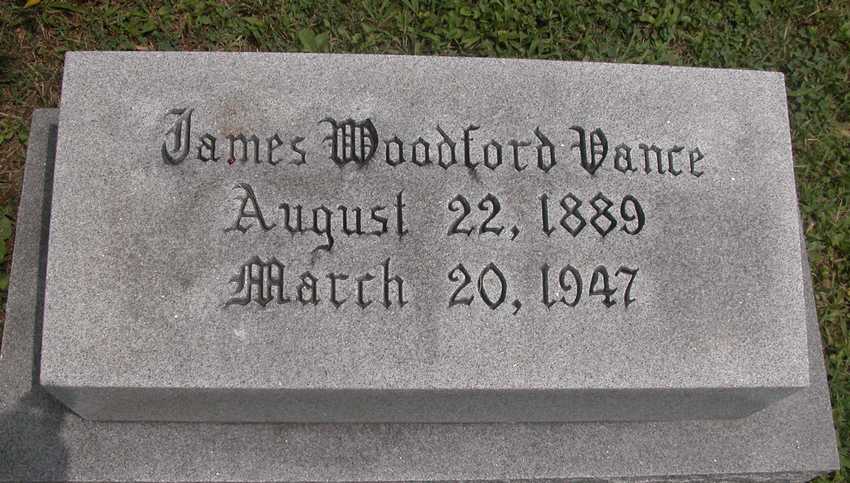 James Woodford Vance
August 22, 1889
March 20, 1947